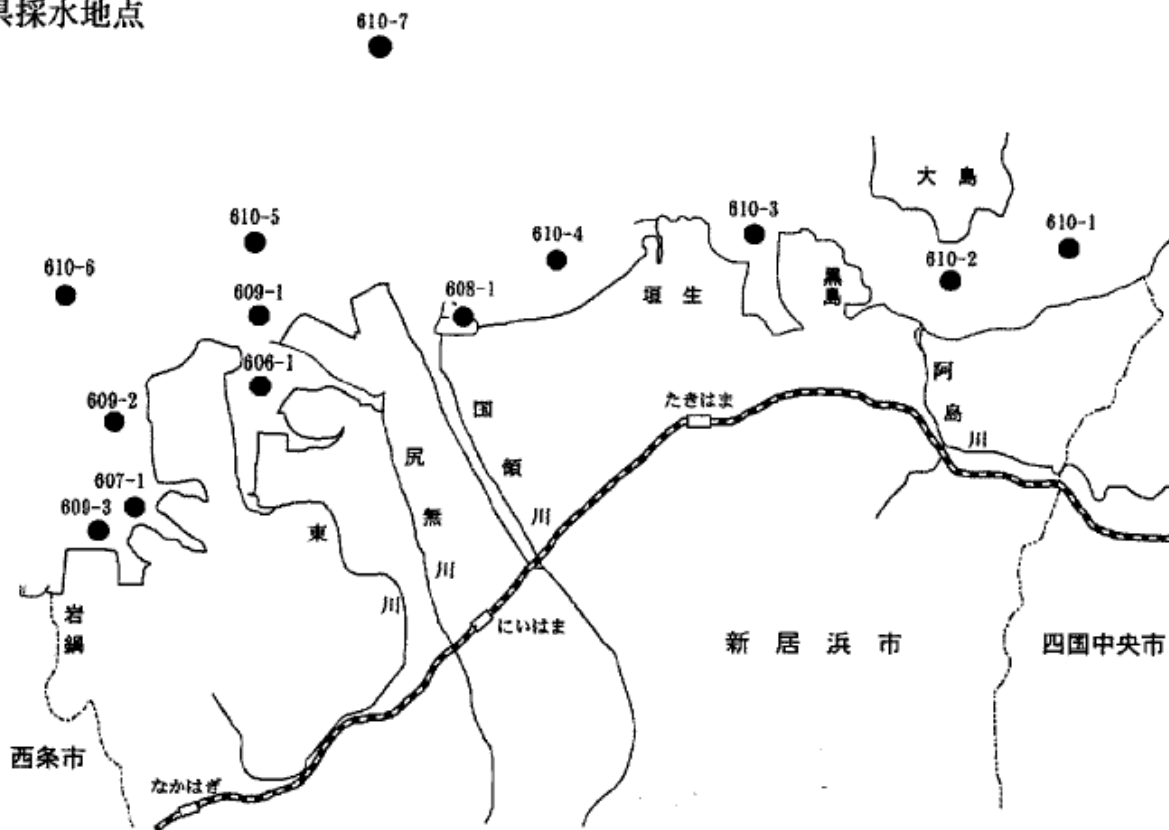 県採水地点
610-7
大島
610-5
610-3
610-1
610-4
610-2
610-6
黒島
609-1
608-1
垣生
606-1
阿島川
たきはま
国領川
609-2
尻無川
607-1
609-3
東川
にいはま
岩鍋
新居浜市
四国中央市
西条市
なかはぎ